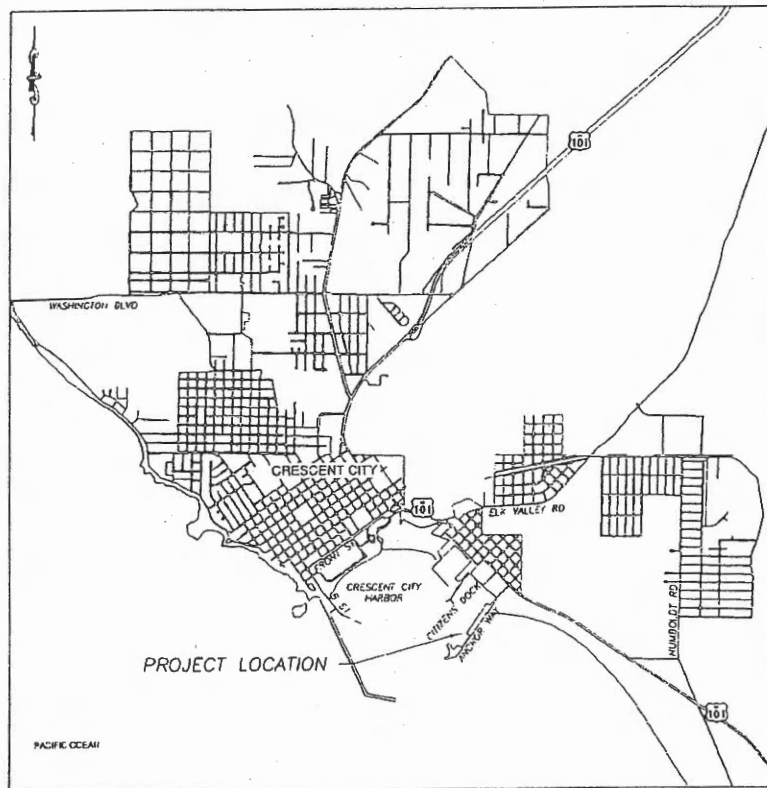 101
WASHINGTON BLVD
CRESCENT CITY
101
ELK VALLEY RD
FRONT ST
CRESCENT CITY
HARBOR
S ST
CITIZENS DOCK
ANCHOR WAY
HUMBOLDT RD
PROJECT LOCATION
101
PACIFIC OCEAN